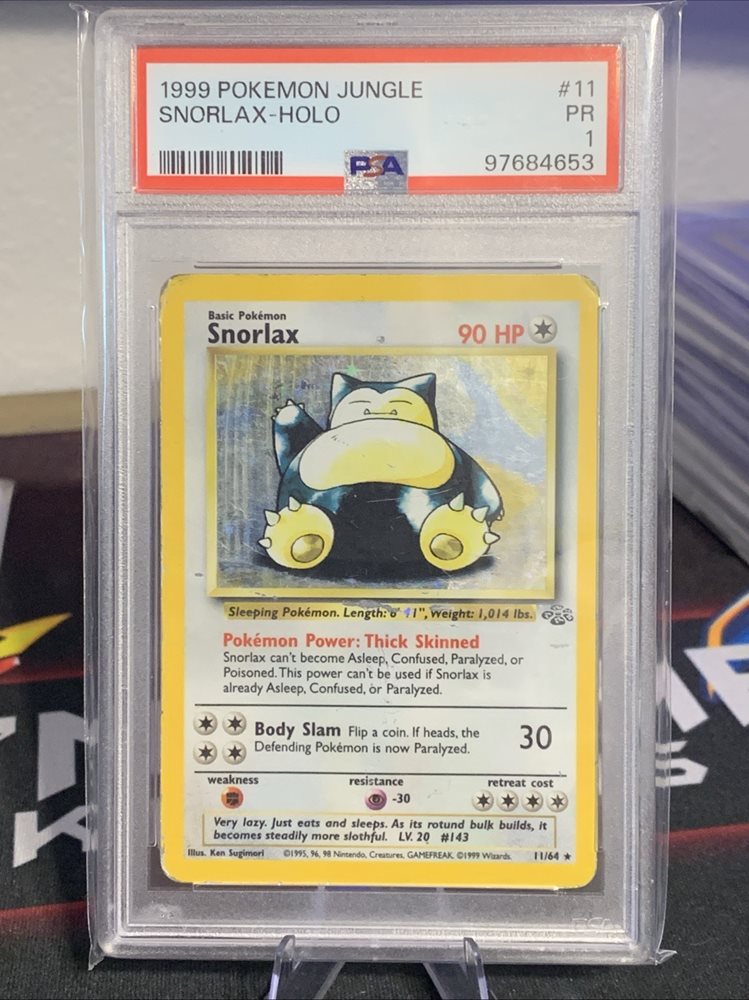 1999 POKEMON JUNGLE #11
SNORLAX-HOLO PR
1
PSA 97684653
Basic Pokémon
Snorlax 90 HP
Sleeping Pokémon. Length: 6' 11", Weight: 1,014 lbs.
Pokémon Power: Thick Skinned
Snorlax can't become Asleep, Confused, Paralyzed, or
Poisoned. This power can't be used if Snorlax is
already Asleep, Confused, or Paralyzed.
Body Slam Flip a coin. If heads, the
Defending Pokémon is now Paralyzed.
30
weakness resistance retreat cost
-30
Very lazy. Just eats and sleeps. As its rotund bulk builds, it
becomes steadily more slothful. LV. 20 #143
Illus. Ken Sugimori ©1995, 96, 98 Nintendo, Creatures, GAMEFREAK. ©1999 Wizards. 11/64 ★